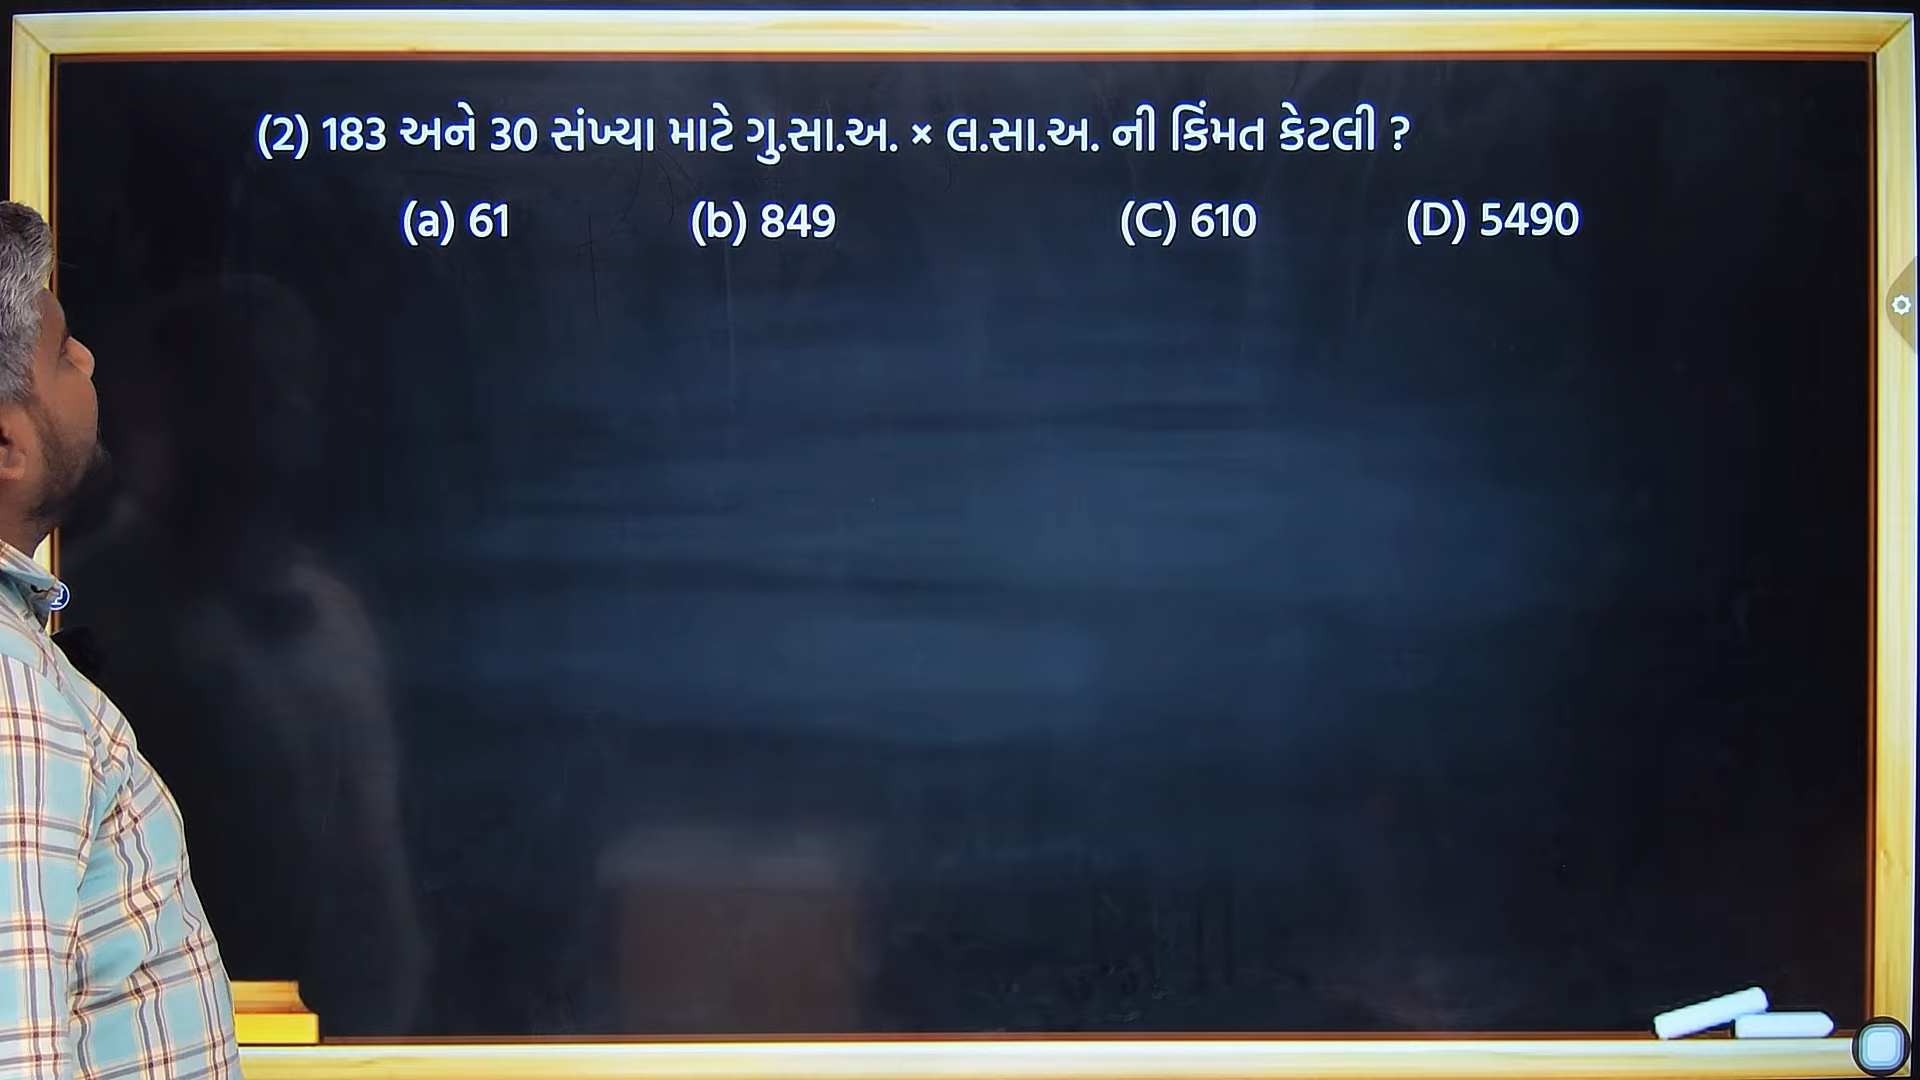 (2) 183 અને 30 સંખ્યા માટે ગુ.સા.અ. × લ.સા.અ. ની કિંમત કેટલી ?
(a) 61 (b) 849 (C) 610 (D) 5490